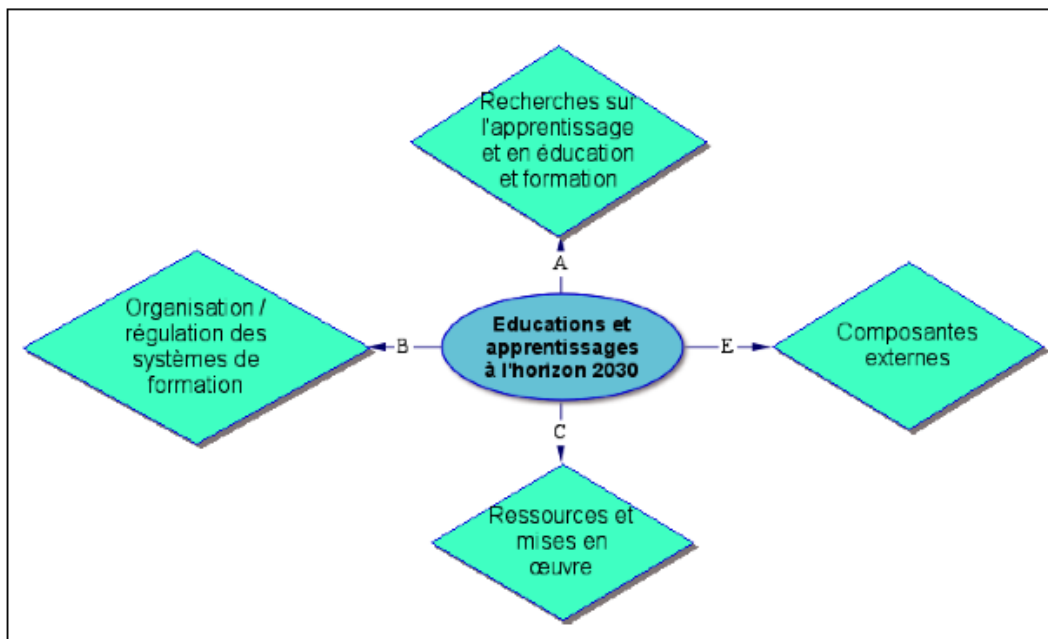 Recherches sur
l'apprentissage
et en éducation
et formation
A
Organisation /
régulation des
systèmes de
formation
B
Educations et
apprentissages
à l'horizon 2030
E
Composantes
externes
C
Ressources et
mises en
œuvre